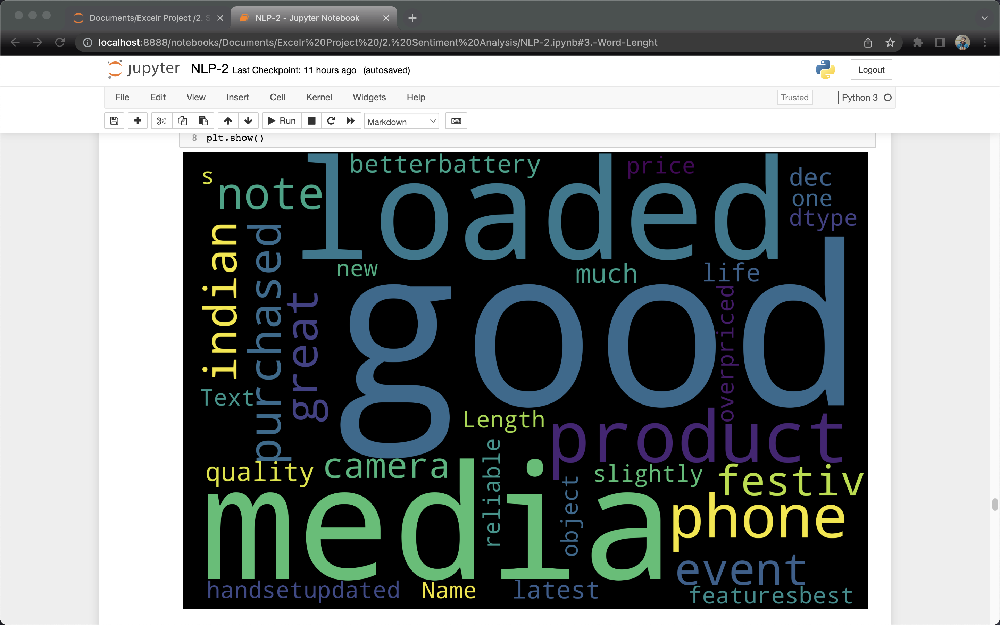 Documents/Excelr Project /2. S
NLP-2 - Jupyter Notebook
localhost:8888/notebooks/Documents/Excelr%20Project%20/2.%20Sentiment%20Analysis/NLP-2.ipynb#3.-Word-Lenght
jupyter NLP-2 Last Checkpoint: 11 hours ago (autosaved)
Logout
File Edit View Insert Cell Kernel Widgets Help
Trusted
Python 3
Run
Markdown
8 plt.show()
s
note
loaded
betterbattery
price
dec
one
dtype
indian
purchased
great
new
much
life
good
overpriced
Text
Length
product
quality
camera
reliable
object
slightly
festiv
media
phone
event
handsetupdated
Name
latest
featuresbest